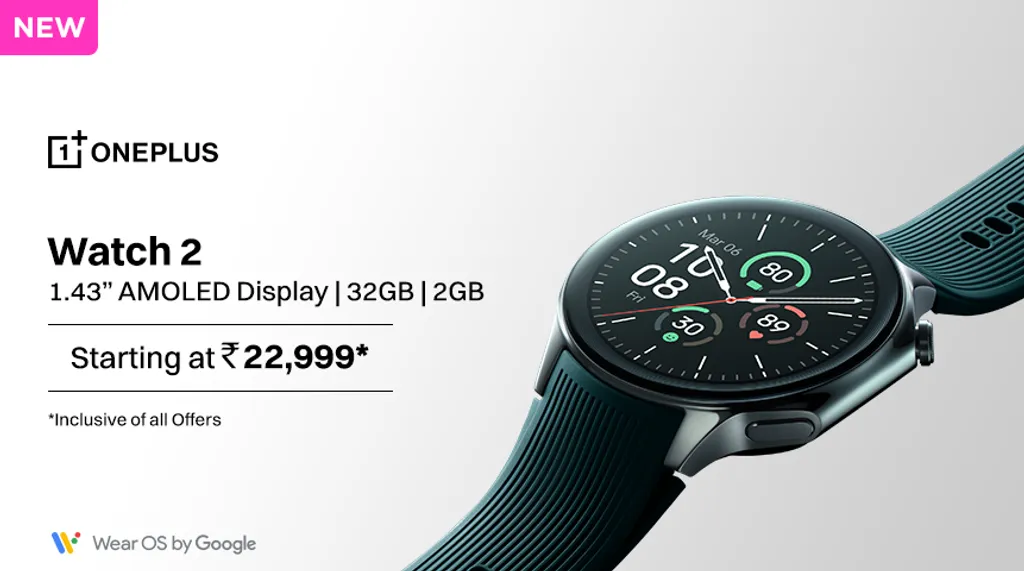 NEW
1+ ONEPLUS
Watch 2
1.43” AMOLED Display | 32GB | 2GB
Starting at ₹22,999*
*Inclusive of all Offers
Wear OS by Google
Mar 06
10
80
08
Fri
30
89